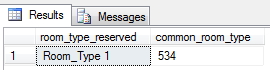 Results Messages
room_type_reserved common_room_type
1 Room_Type 1 534